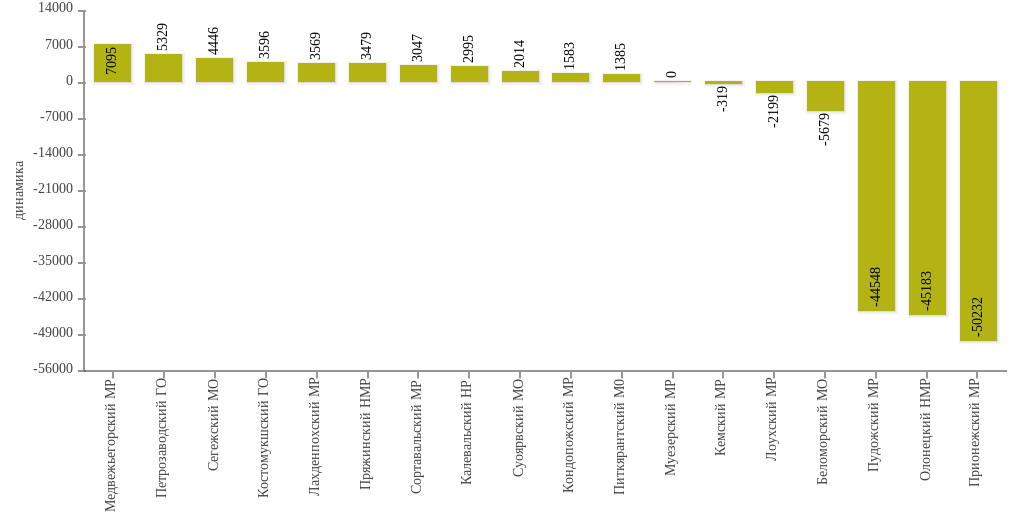 14000
7000
0
-7000
-14000
-21000
-28000
-35000
-42000
-49000
-56000
динамика
7095
5329
4446
3596
3569
3479
3047
2995
2014
1583
1385
0
-319
-2199
-5679
-44548
-45183
-50232
Медвежьегорский МР
Петрозаводский ГО
Сегежский МО
Костомукшский ГО
Лахденпохский МР
Пряжинский НМР
Сортавальский МР
Калевальский НР
Суоярвский МО
Кондопожский МР
Питкярантский М0
Муезерский МР
Кемский МР
Лоухский МР
Беломорский МО
Пудожский МР
Олонецкий НМР
Прионежский МР